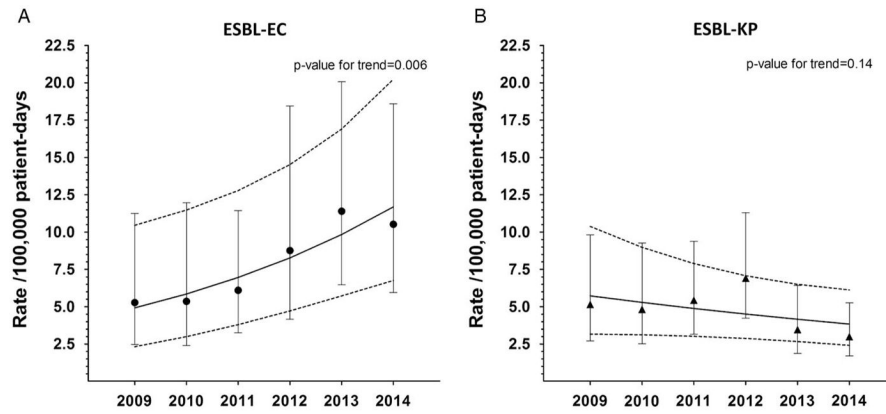 A
ESBL-EC
p-value for trend=0.006
Rate /100,000 patient-days
22.5
20.0
17.5
15.0
12.5
10.0
7.5
5.0
2.5
2009 2010 2011 2012 2013 2014
B
ESBL-KP
p-value for trend=0.14
Rate /100,000 patient-days
22.5
20.0
17.5
15.0
12.5
10.0
7.5
5.0
2.5
2009 2010 2011 2012 2013 2014